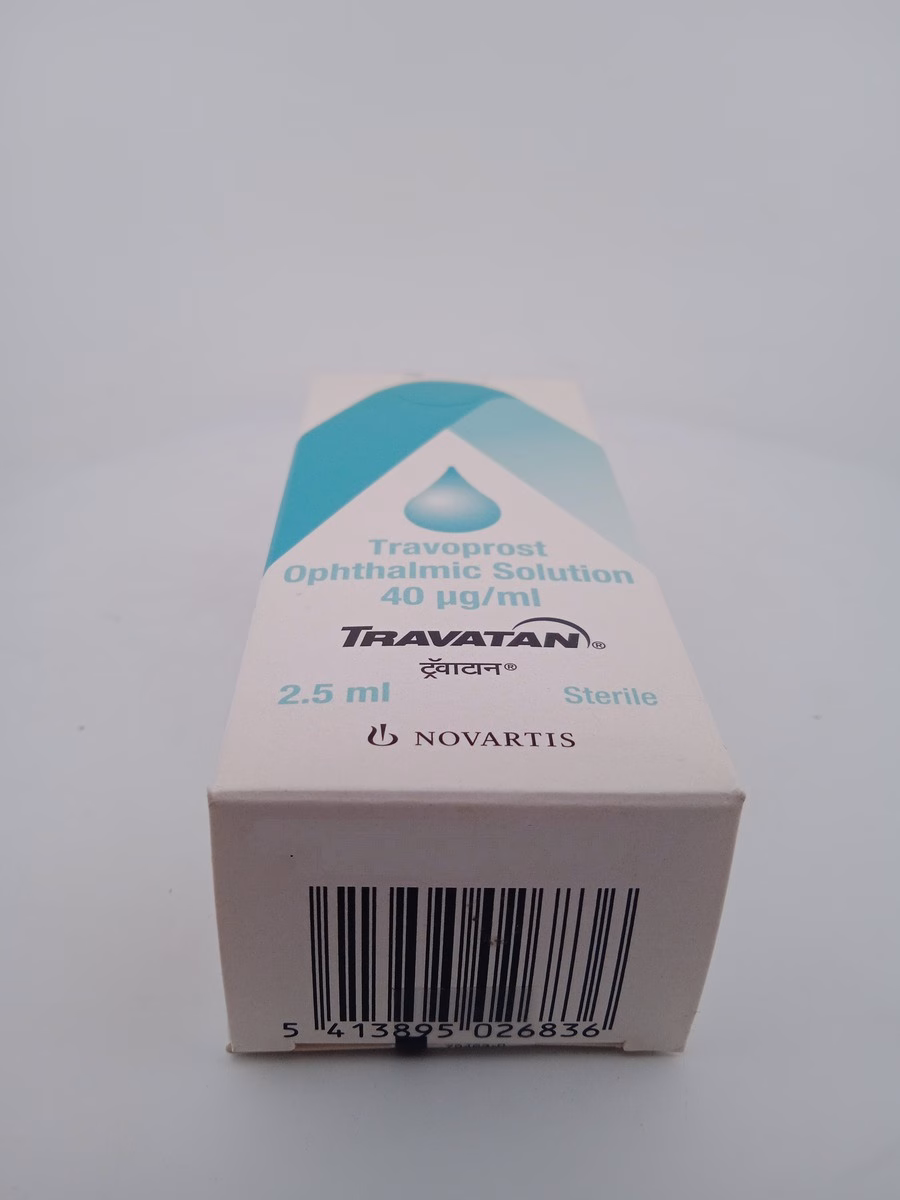 Travoprost
Ophthalmic Solution
40 µg/ml
TRAVATAN®
ट्रॅवाटान®
2.5 ml Sterile
NOVARTIS
5 413895 026836